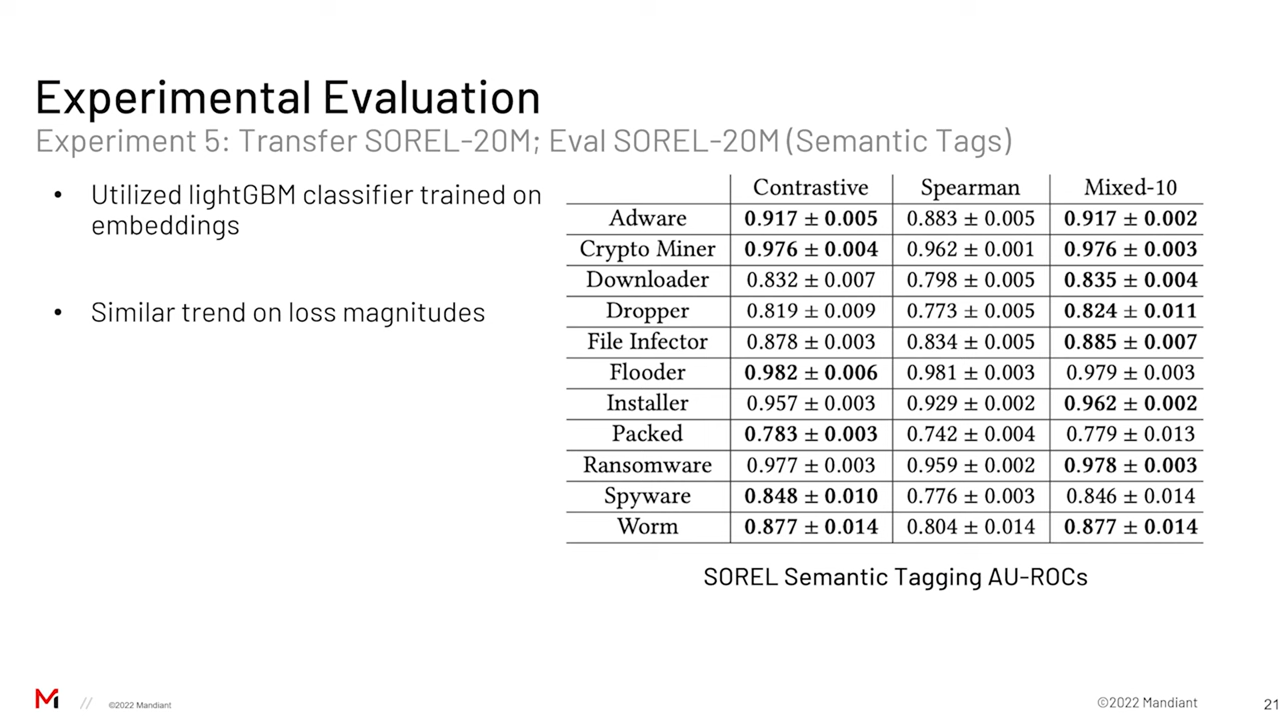 Experimental Evaluation
Experiment 5: Transfer SOREL-20M; Eval SOREL-20M (Semantic Tags)
• Utilized lightGBM classifier trained on
embeddings
• Similar trend on loss magnitudes
Contrastive Spearman Mixed-10
Adware 0.917 ± 0.005 0.883 ± 0.005 0.917 ± 0.002
Crypto Miner 0.976 ± 0.004 0.962 ± 0.001 0.976 ± 0.003
Downloader 0.832 ± 0.007 0.798 ± 0.005 0.835 ± 0.004
Dropper 0.819 ± 0.009 0.773 ± 0.005 0.824 ± 0.011
File Infector 0.878 ± 0.003 0.834 ± 0.005 0.885 ± 0.007
Flooder 0.982 ± 0.006 0.981 ± 0.003 0.979 ± 0.003
Installer 0.957 ± 0.003 0.929 ± 0.002 0.962 ± 0.002
Packed 0.783 ± 0.003 0.742 ± 0.004 0.779 ± 0.013
Ransomware 0.977 ± 0.003 0.959 ± 0.002 0.978 ± 0.003
Spyware 0.848 ± 0.010 0.776 ± 0.003 0.846 ± 0.014
Worm 0.877 ± 0.014 0.804 ± 0.014 0.877 ± 0.014
SOREL Semantic Tagging AU-ROCs
M // ©2022 Mandiant
©2022 Mandiant 21